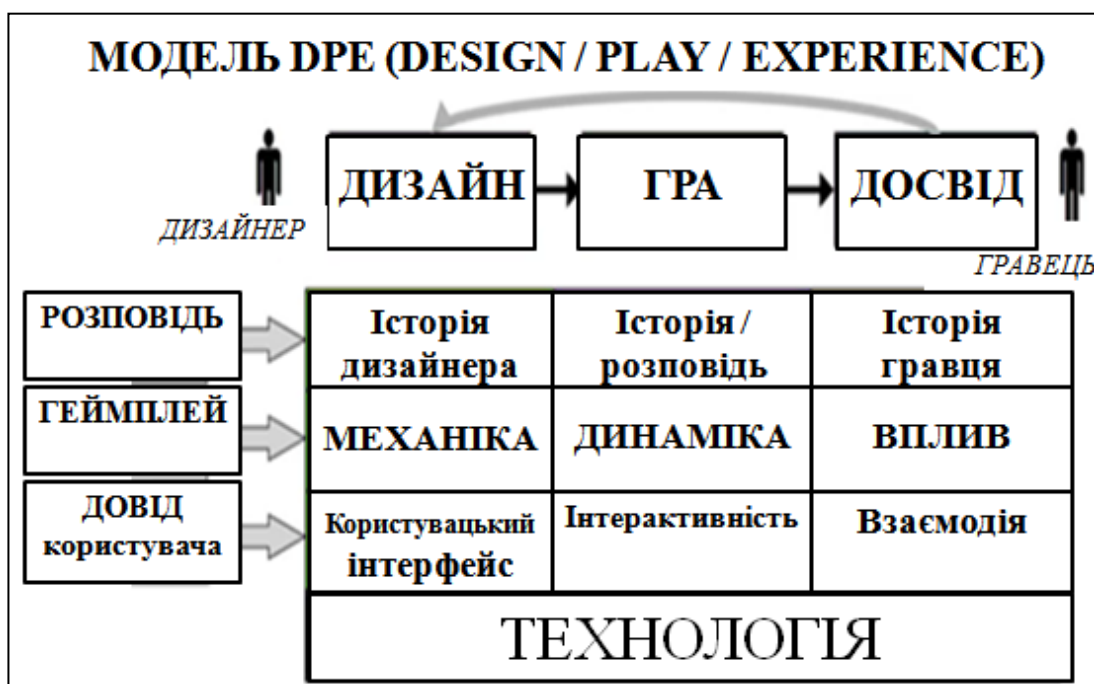 МОДЕЛЬ DPE (DESIGN / PLAY / EXPERIENCE)
ДИЗАЙН
ГРА
ДОСВІД
ДИЗАЙНЕР
ГРАВЕЦЬ
РОЗПОВІДЬ
Історія
дизайнера
Історія /
розповідь
Історія
гравця
ГЕЙМПЛЕЙ
МЕХАНІКА
ДИНАМІКА
ВПЛИВ
ДОВІД
користувача
Користувацький
інтерфейс
Інтерактивність
Взаємодія
ТЕХНОЛОГІЯ